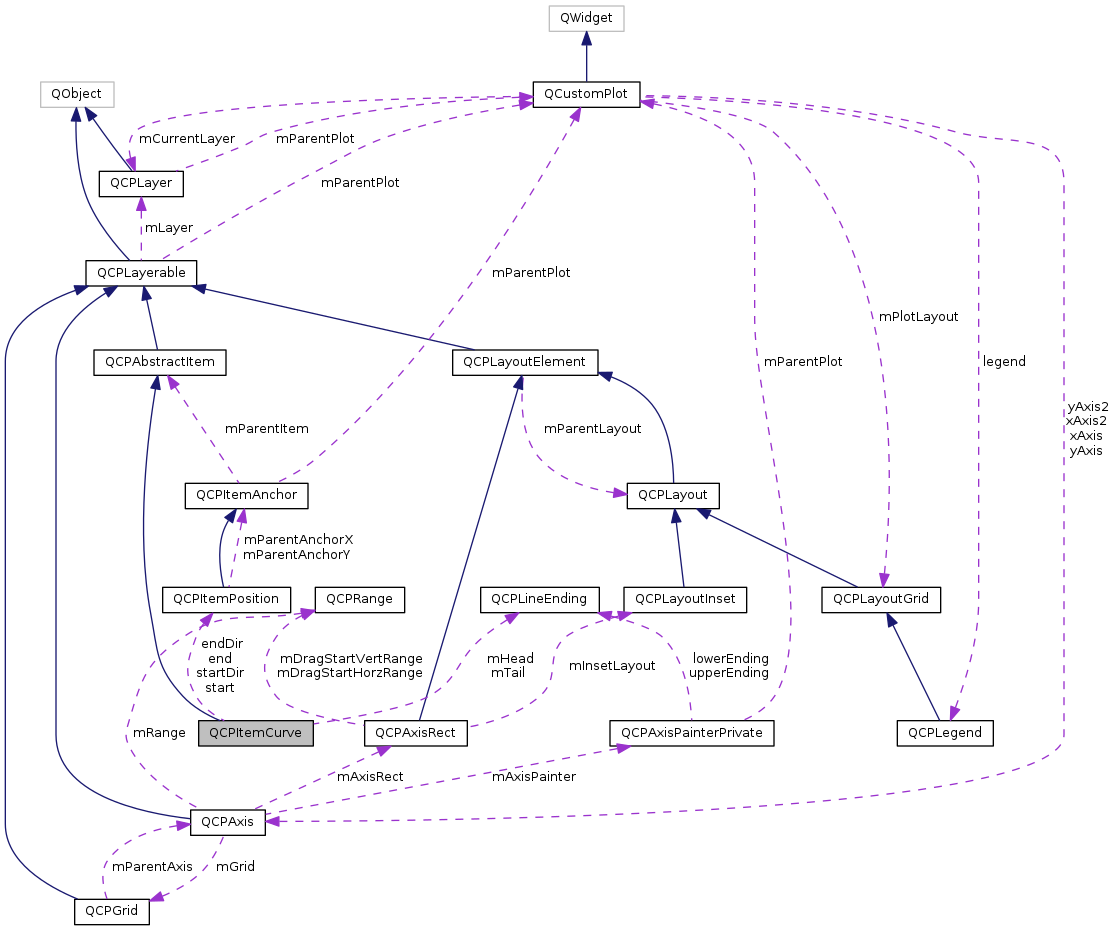 QWidget
QObject
QCustomPlot
mCurrentLayer
mParentPlot
QCPLayer
mParentPlot
mLayer
QCPLayerable
mParentPlot
mPlotLayout
QCPAbstractItem
QCPLayoutElement
mParentPlot
legend
yAxis2
xAxis2
xAxis
yAxis
mParentItem
mParentLayout
QCPItemAnchor
QCPLayout
mParentAnchorX
mParentAnchorY
QCPItemPosition
QCPRange
QCPLineEnding
QCPLayoutInset
QCPLayoutGrid
endDir
end
startDir
start
mDragStartVertRange
mDragStartHorzRange
mHead
mTail
mInsetLayout
lowerEnding
upperEnding
mRange
QCPItemCurve
QCPAxisRect
QCPAxisPainterPrivate
QCPLegend
mAxisRect
mAxisPainter
QCPAxis
mParentAxis
mGrid
QCPGrid